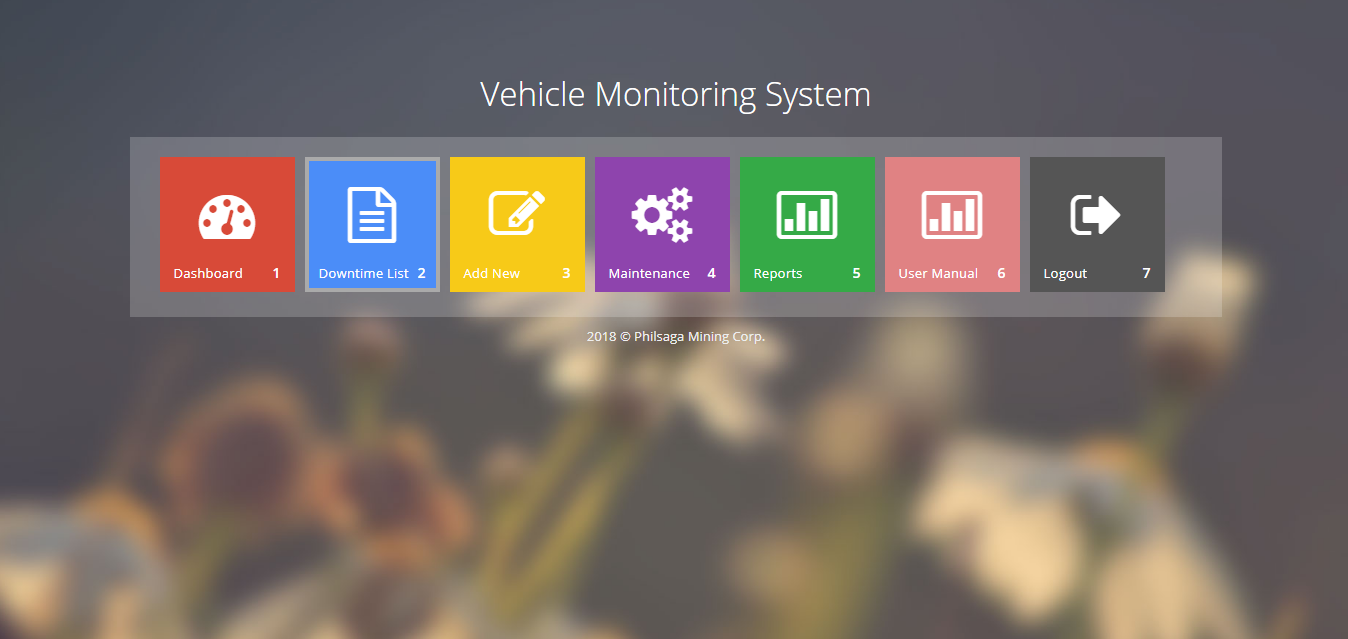 Vehicle Monitoring System
Dashboard 1
Downtime List 2
Add New 3
Maintenance 4
Reports 5
User Manual 6
Logout 7
2018 © Philsaga Mining Corp.